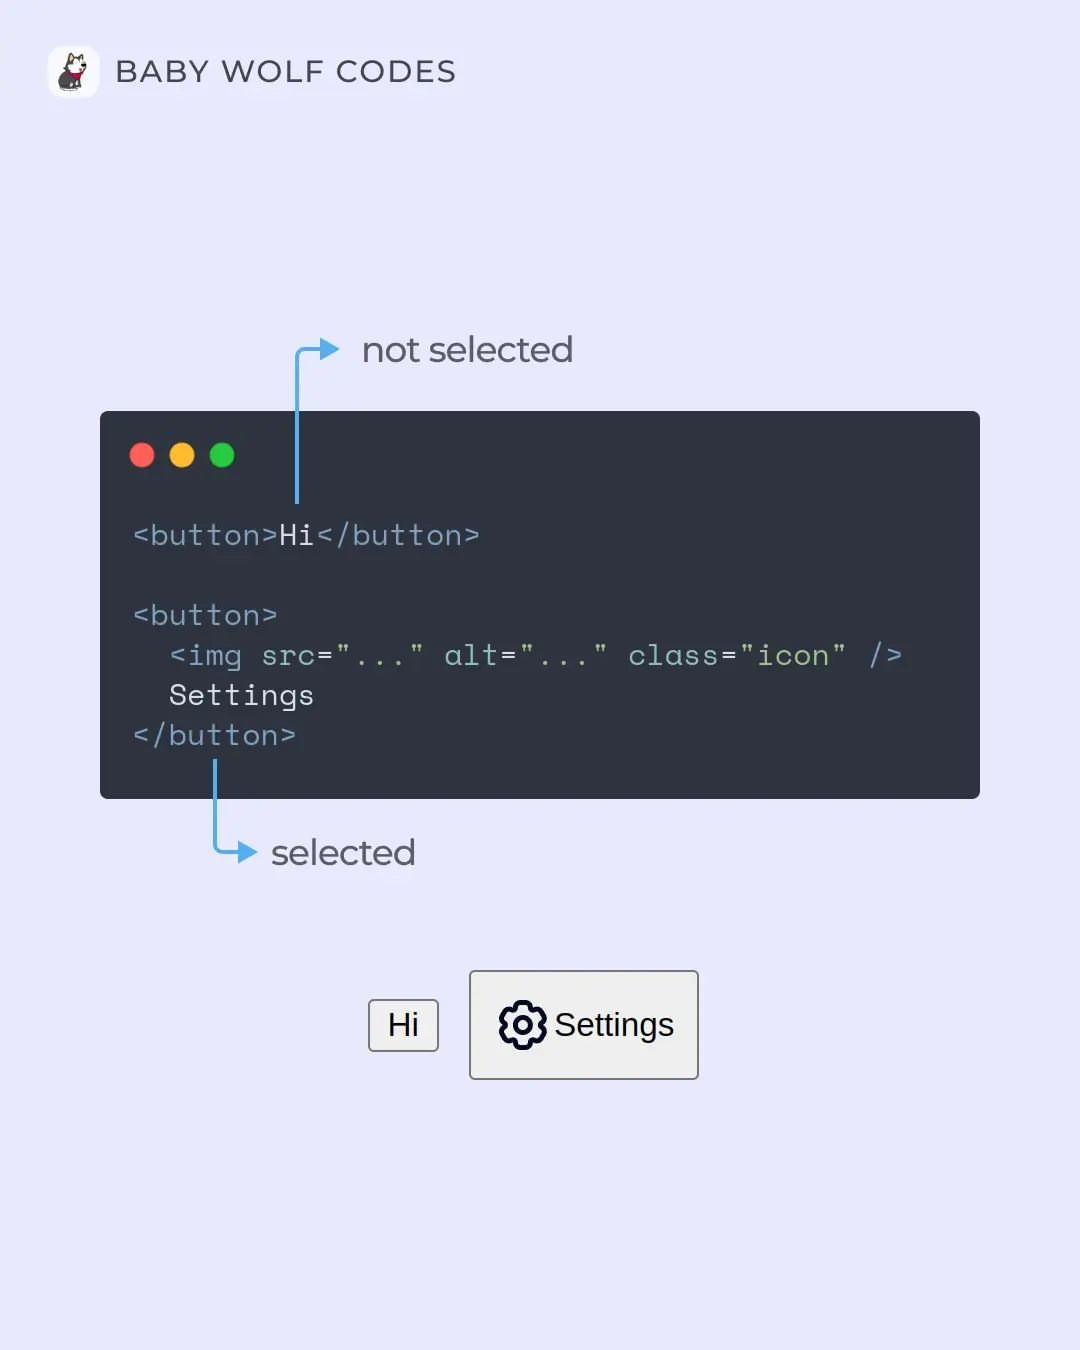 BABY WOLF CODES
not selected
<button>Hi</button>
<button>
  <img src="..." alt="..." class="icon" />
  Settings
</button>
selected
Hi
Settings